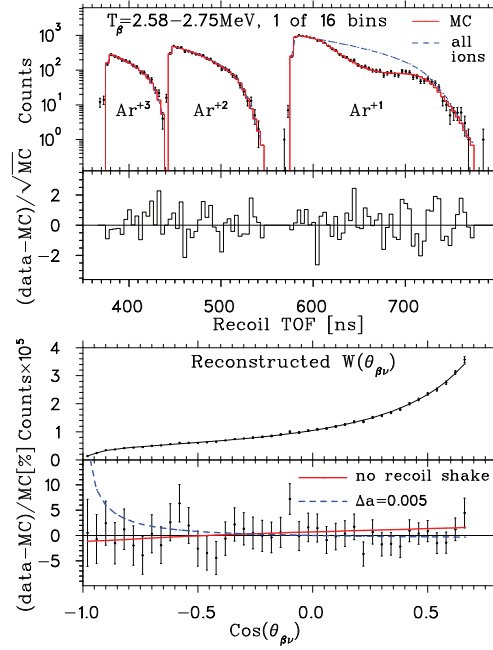 T_β=2.58−2.75MeV, 1 of 16 bins
MC
all ions
Counts
10³
10²
10¹
10⁰
Ar⁺³
Ar⁺²
Ar⁺¹
(data−MC)/√MC
2
0
−2
400
500
600
700
Recoil TOF [ns]
Reconstructed W(θ_βν)
Counts×10⁵
4
3
2
1
0
(data−MC)/MC[%]
no recoil shake
Δa=0.005
10
5
0
−5
−1.0
−0.5
0.0
0.5
Cos(θ_βν)